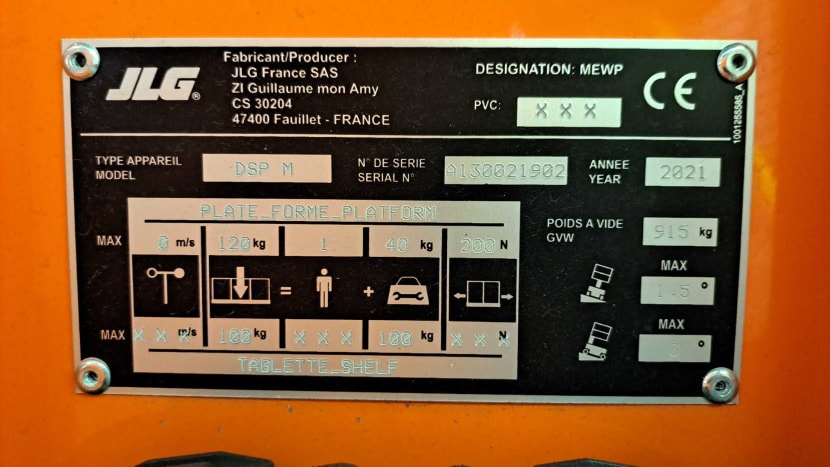 JLG®
Fabricant/Producer :
JLG France SAS
ZI Guillaume mon Amy
CS 30204
47400 Fauillet - FRANCE
DESIGNATION: MEWP
PVC: X X X
CE
1001255585_A
TYPE APPAREIL
MODEL
DSP M
N° DE SERIE
SERIAL N°
A130021902
ANNEE
YEAR
2021
PLATE_FORME_PLATFORM
MAX 0 m/s 120 kg 1 40 kg 200 N
= +
MAX X X X m/s 100 kg X X X 100 kg X X X N
TABLETTE_SHELF
POIDS A VIDE
GVW
915 kg
MAX
1.5°
MAX
°